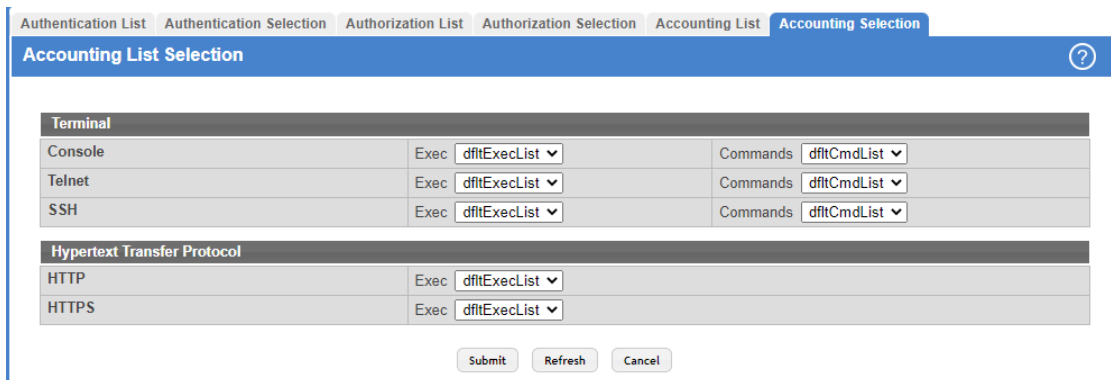 Authentication List Authentication Selection Authorization List Authorization Selection Accounting List Accounting Selection
Accounting List Selection ?
Terminal
Console Exec dfltExecList Commands dfltCmdList
Telnet Exec dfltExecList Commands dfltCmdList
SSH Exec dfltExecList Commands dfltCmdList
Hypertext Transfer Protocol
HTTP Exec dfltExecList
HTTPS Exec dfltExecList
Submit Refresh Cancel